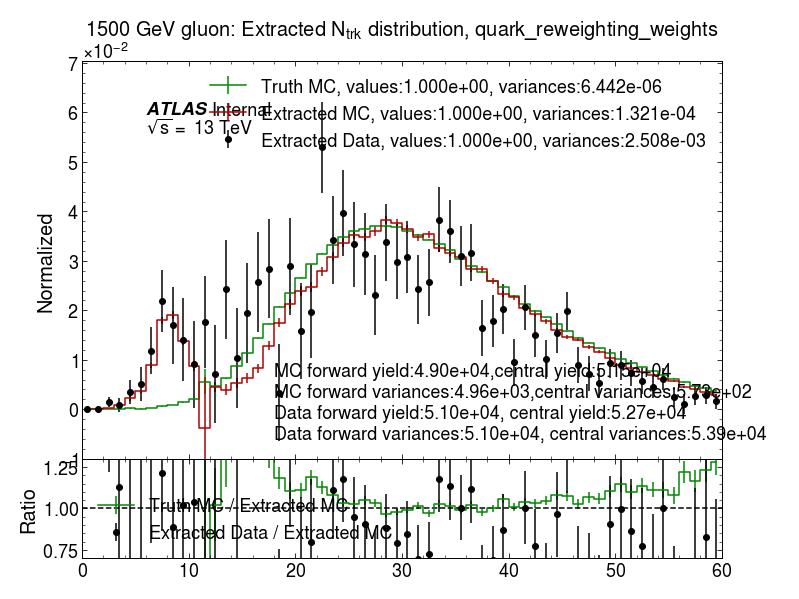 1500 GeV gluon: Extracted Ntrk distribution, quark_reweighting_weights
×10−2
7
6
5
4
3
2
1
0
1
Normalized
ATLAS Internal
√s = 13 TeV
Truth MC, values:1.000e+00, variances:6.442e-06
Extracted MC, values:1.000e+00, variances:1.321e-04
Extracted Data, values:1.000e+00, variances:2.508e-03
MC forward yield:4.90e+04,central yield: e+04
MC forward variances:4.96e+03,central variances:5.73e+02
Data forward yield:5.10e+04, central yield:5.27e+04
Data forward variances:5.10e+04, central variances:5.39e+04
1.25
1.00
0.75
Ratio
Truth MC / Extracted MC
Extracted Data / Extracted MC
0 10 20 30 40 50 60